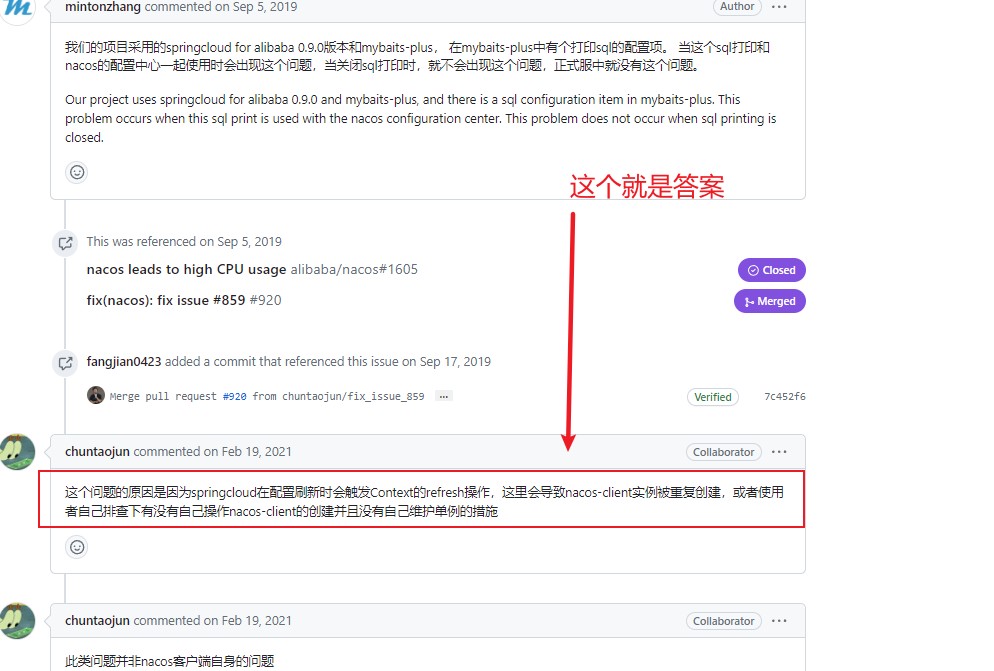 mintonzhang commented on Sep 5, 2019
Author
我们的项目采用的springcloud for alibaba 0.9.0版本和mybaits-plus， 在mybaits-plus中有个打印sql的配置项。 当这个sql打印和
nacos的配置中心一起使用时会出现这个问题，当关闭sql打印时，就不会出现这个问题，正式服中就没有这个问题。
Our project uses springcloud for alibaba 0.9.0 and mybaits-plus, and there is a sql configuration item in mybaits-plus. This
problem occurs when this sql print is used with the nacos configuration center. This problem does not occur when sql printing is
closed.
这个就是答案
This was referenced on Sep 5, 2019
nacos leads to high CPU usage alibaba/nacos#1605
Closed
fix(nacos): fix issue #859 #920
Merged
fangjian0423 added a commit that referenced this issue on Sep 17, 2019
Merge pull request #920 from chuntaojun/fix_issue_859 ...
Verified
7c452f6
chuntaojun commented on Feb 19, 2021
Collaborator
这个问题的原因是因为springcloud在配置刷新时会触发Context的refresh操作，这里会导致nacos-client实例被重复创建，或者使用
者自己排查下有没有自己操作nacos-client的创建并且没有自己维护单例的措施
chuntaojun commented on Feb 19, 2021
Collaborator
此类问题并非nacos客户端自身的问题